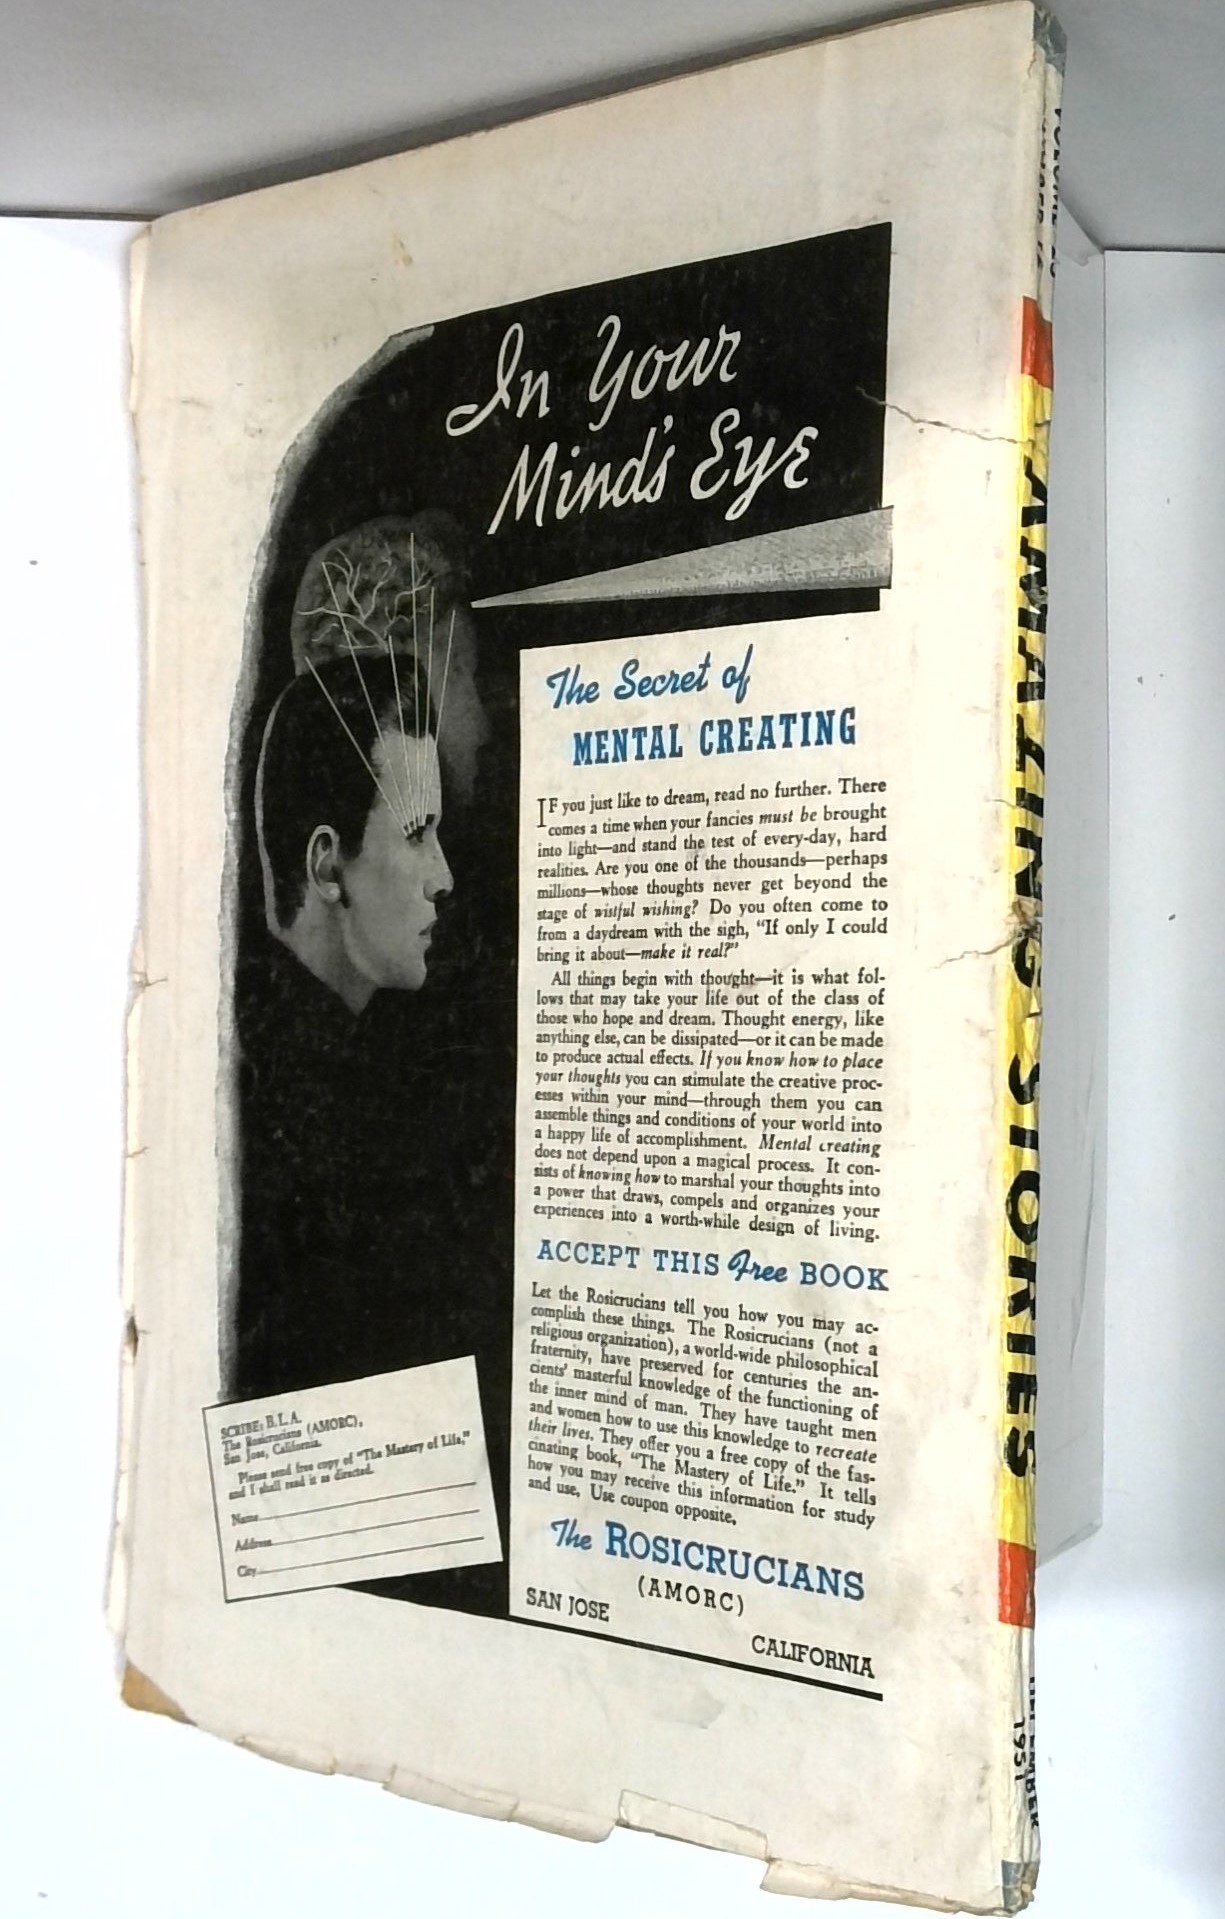 In Your
Mind's Eye
The Secret of
MENTAL CREATING
IF you just like to dream, read no further. There
comes a time when your fancies must be brought
into light—and stand the test of every-day, hard
realities. Are you one of the thousands—perhaps
millions—whose thoughts never get beyond the
stage of wistful wishing? Do you often come to
from a daydream with the sigh, "If only I could
bring it about—make it real?"
All things begin with thought—it is what fol-
lows that may take your life out of the class of
those who hope and dream. Thought energy, like
anything else, can be dissipated—or it can be made
to produce actual effects. If you know how to place
your thoughts you can stimulate the creative proc-
esses within your mind—through them you can
assemble things and conditions of your world into
a happy life of accomplishment. Mental creating
does not depend upon a magical process. It con-
sists of knowing how to marshal your thoughts into
a power that draws, compels and organizes your
experiences into a worth-while design of living.
ACCEPT THIS Free BOOK
Let the Rosicrucians tell you how you may ac-
complish these things. The Rosicrucians (not a
religious organization), a world-wide philosophical
fraternity, have preserved for centuries the an-
cients' masterful knowledge of the functioning of
the inner mind of man. They have taught men
and women how to use this knowledge to recreate
their lives. They offer you a free copy of the fas-
cinating book, "The Mastery of Life." It tells
how you may receive this information for study
and use. Use coupon opposite.
The ROSICRUCIANS
(AMORC)
SAN JOSE
CALIFORNIA
SCRIBE: B.L.A.
The Rosicrucians (AMORC),
San Jose, California.
Please send free copy of "The Mastery of Life,"
and I shall read it as directed.
Name
Address
City
AMAZING STORIES
DECEMBER
1951